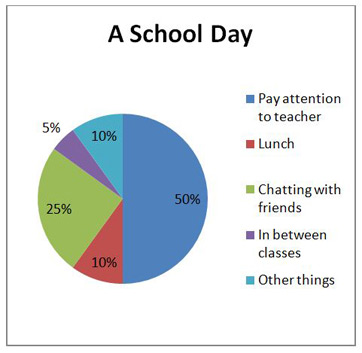 A School Day
5%
10%
50%
25%
10%
Pay attention
to teacher
Lunch
Chatting with
friends
In between
classes
Other things